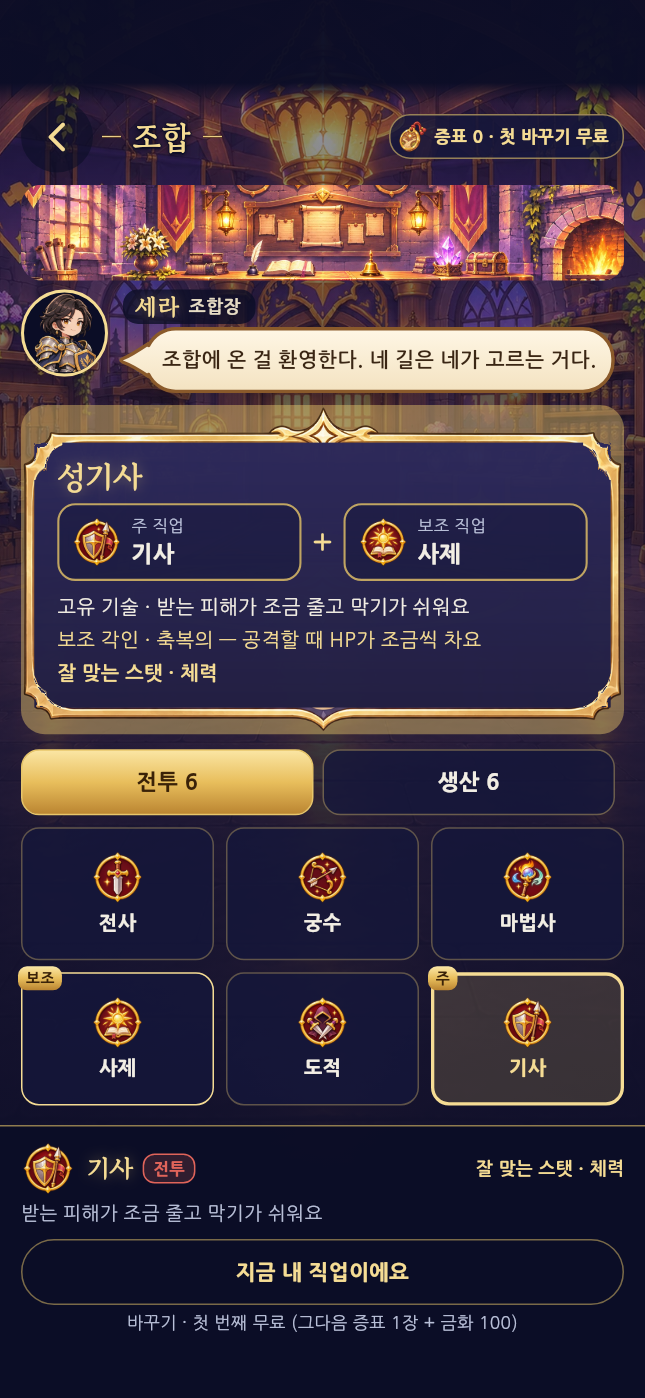 조합
증표 0 · 첫 바꾸기 무료
세라 조합장
조합에 온 걸 환영한다. 네 길은 네가 고르는 거다.
성기사
주 직업
기사
+
보조 직업
사제
고유 기술 · 받는 피해가 조금 줄고 막기가 쉬워요
보조 각인 · 축복의 — 공격할 때 HP가 조금씩 차요
잘 맞는 스탯 · 체력
전투 6
생산 6
전사
궁수
마법사
보조
사제
도적
주
기사
기사 전투
잘 맞는 스탯 · 체력
받는 피해가 조금 줄고 막기가 쉬워요
지금 내 직업이에요
바꾸기 · 첫 번째 무료 (그다음 증표 1장 + 금화 100)